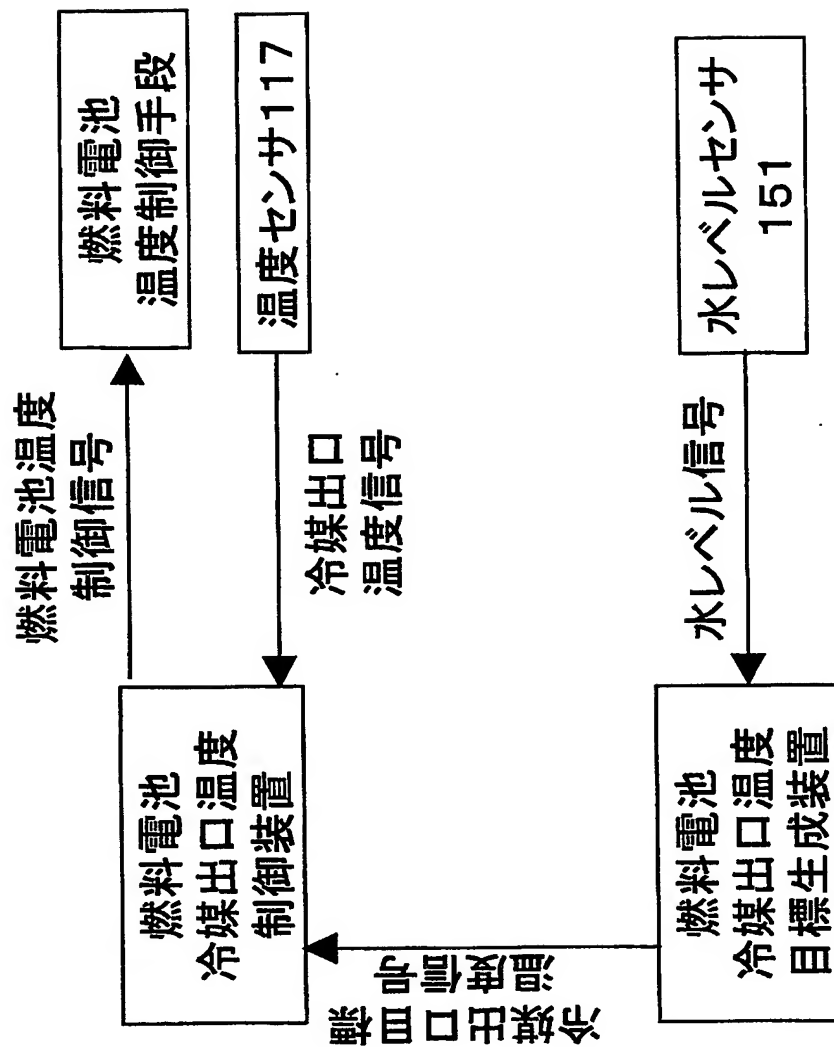 燃料電池
温度制御手段
燃料電池温度
制御信号
温度センサ117
冷媒出口
温度信号
燃料電池
冷媒出口温度
制御装置
冷媒出口目標
温度信号
水レベルセンサ
151
水レベル信号
燃料電池
冷媒出口温度
目標生成装置